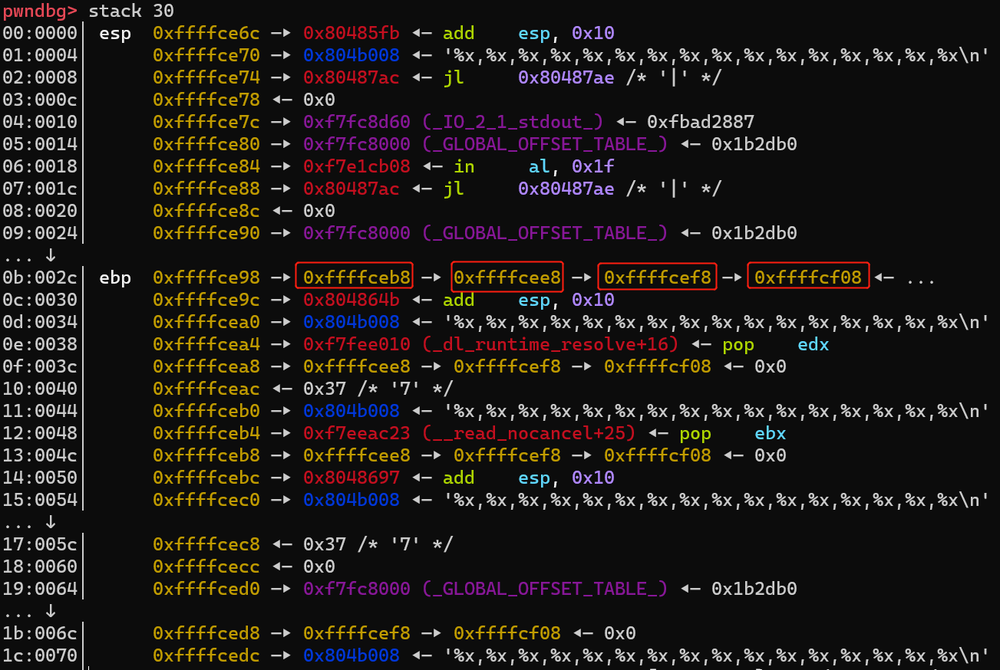 pwndbg> stack 30
00:0000│ esp 0xffffce6c —▸ 0x80485fb ◂— add esp, 0x10
01:0004│ 0xffffce70 —▸ 0x804b008 ◂— '%x,%x,%x,%x,%x,%x,%x,%x,%x,%x,%x,%x,%x,%x,%x,%x\n'
02:0008│ 0xffffce74 —▸ 0x80487ac ◂— jl 0x80487ae /* '|' */
03:000c│ 0xffffce78 ◂— 0x0
04:0010│ 0xffffce7c —▸ 0xf7fc8d60 (_IO_2_1_stdout_) ◂— 0xfbad2887
05:0014│ 0xffffce80 —▸ 0xf7fc8000 (_GLOBAL_OFFSET_TABLE_) ◂— 0x1b2db0
06:0018│ 0xffffce84 —▸ 0xf7e1cb08 ◂— in al, 0x1f
07:001c│ 0xffffce88 —▸ 0x80487ac ◂— jl 0x80487ae /* '|' */
08:0020│ 0xffffce8c ◂— 0x0
09:0024│ 0xffffce90 —▸ 0xf7fc8000 (_GLOBAL_OFFSET_TABLE_) ◂— 0x1b2db0
... ↓
0b:002c│ ebp 0xffffce98 —▸ 0xffffceb8 —▸ 0xffffcee8 —▸ 0xffffcef8 —▸ 0xffffcf08 ◂— ...
0c:0030│ 0xffffce9c —▸ 0x804864b ◂— add esp, 0x10
0d:0034│ 0xffffcea0 —▸ 0x804b008 ◂— '%x,%x,%x,%x,%x,%x,%x,%x,%x,%x,%x,%x,%x,%x,%x,%x\n'
0e:0038│ 0xffffcea4 —▸ 0xf7fee010 (_dl_runtime_resolve+16) ◂— pop edx
0f:003c│ 0xffffcea8 —▸ 0xffffcee8 —▸ 0xffffcef8 —▸ 0xffffcf08 ◂— 0x0
10:0040│ 0xffffceac ◂— 0x37 /* '7' */
11:0044│ 0xffffceb0 —▸ 0x804b008 ◂— '%x,%x,%x,%x,%x,%x,%x,%x,%x,%x,%x,%x,%x,%x,%x,%x\n'
12:0048│ 0xffffceb4 —▸ 0xf7eeac23 (__read_nocancel+25) ◂— pop ebx
13:004c│ 0xffffceb8 —▸ 0xffffcee8 —▸ 0xffffcef8 —▸ 0xffffcf08 ◂— 0x0
14:0050│ 0xffffcebc —▸ 0x8048697 ◂— add esp, 0x10
15:0054│ 0xffffcec0 —▸ 0x804b008 ◂— '%x,%x,%x,%x,%x,%x,%x,%x,%x,%x,%x,%x,%x,%x,%x,%x\n'
... ↓
17:005c│ 0xffffcec8 ◂— 0x37 /* '7' */
18:0060│ 0xffffcecc ◂— 0x0
19:0064│ 0xffffced0 —▸ 0xf7fc8000 (_GLOBAL_OFFSET_TABLE_) ◂— 0x1b2db0
... ↓
1b:006c│ 0xffffced8 —▸ 0xffffcef8 —▸ 0xffffcf08 ◂— 0x0
1c:0070│ 0xffffcedc —▸ 0x804b008 ◂— '%x,%x,%x,%x,%x,%x,%x,%x,%x,%x,%x,%x,%x,%x,%x,%x\n'